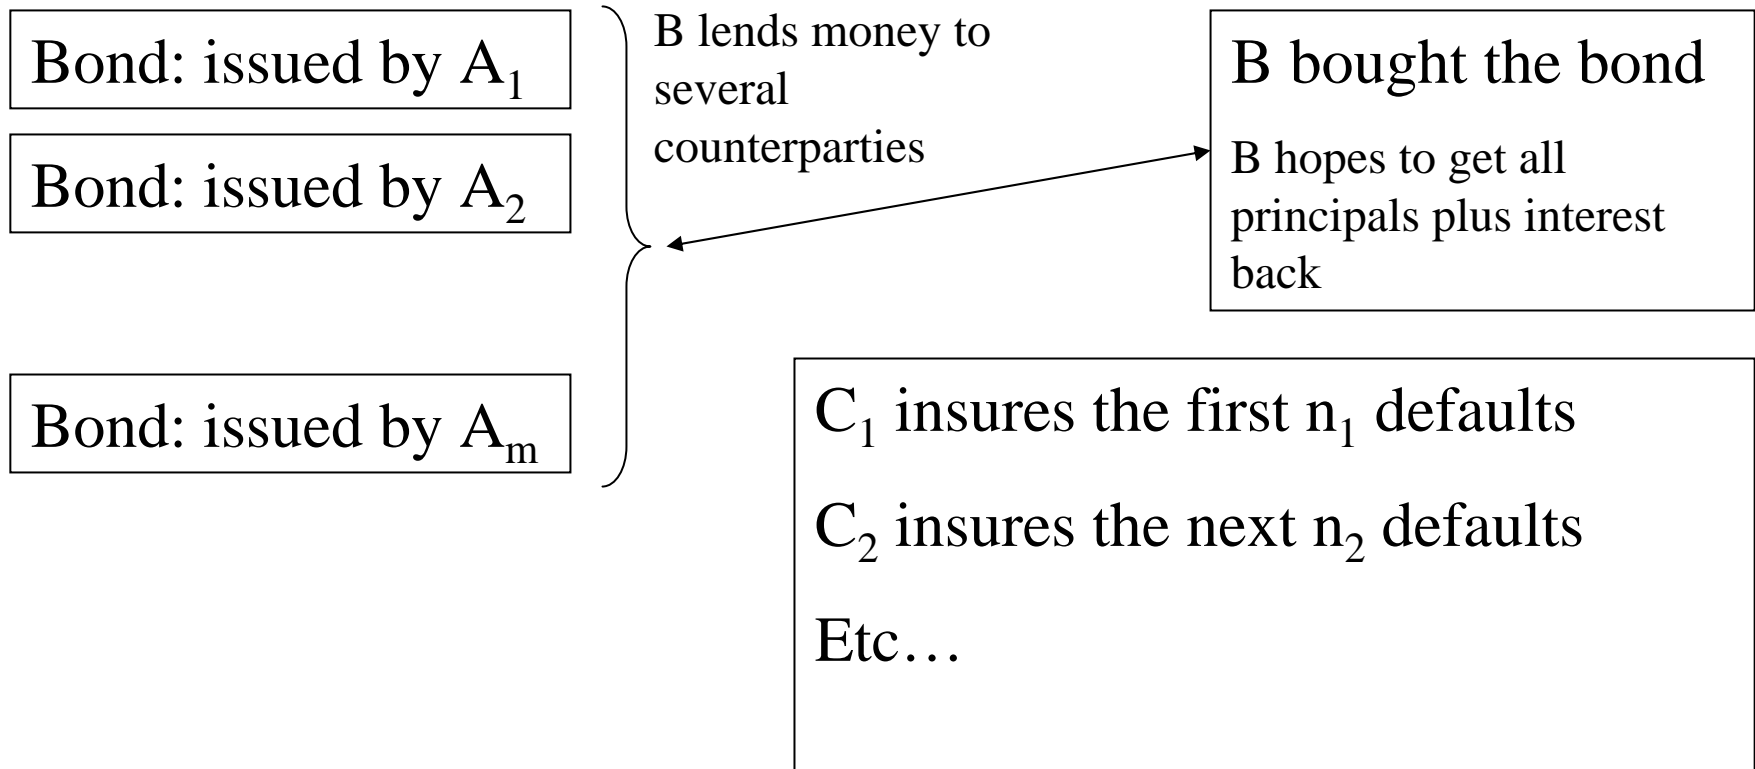 Bond: issued by A₁
Bond: issued by A₂
Bond: issued by Aₘ
B lends money to
several
counterparties
B bought the bond
B hopes to get all
principals plus interest
back
C₁ insures the first n₁ defaults
C₂ insures the next n₂ defaults
Etc…